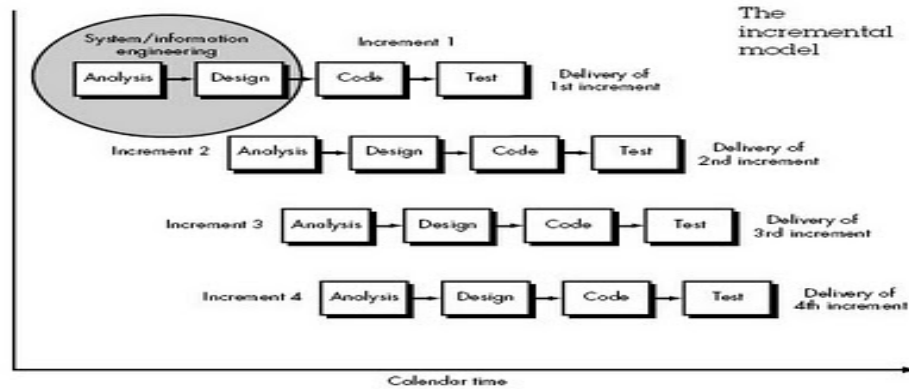 The
incremental
model
System/information
engineering
Increment 1
Analysis
Design
Code
Test
Delivery of
1st increment
Increment 2
Analysis
Design
Code
Test
Delivery of
2nd increment
Increment 3
Analysis
Design
Code
Test
Delivery of
3rd increment
Increment 4
Analysis
Design
Code
Test
Delivery of
4th increment
Calendar time